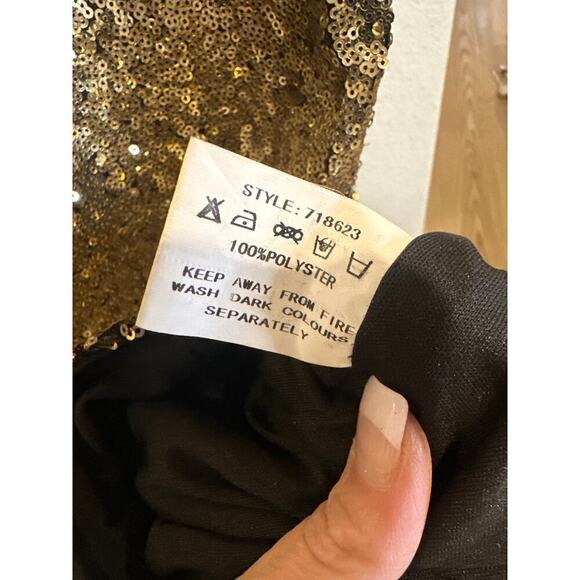 STYLE: 718623
100%POLYSTER
KEEP AWAY FROM FIRE
WASH DARK COLOURS
SEPARATELY